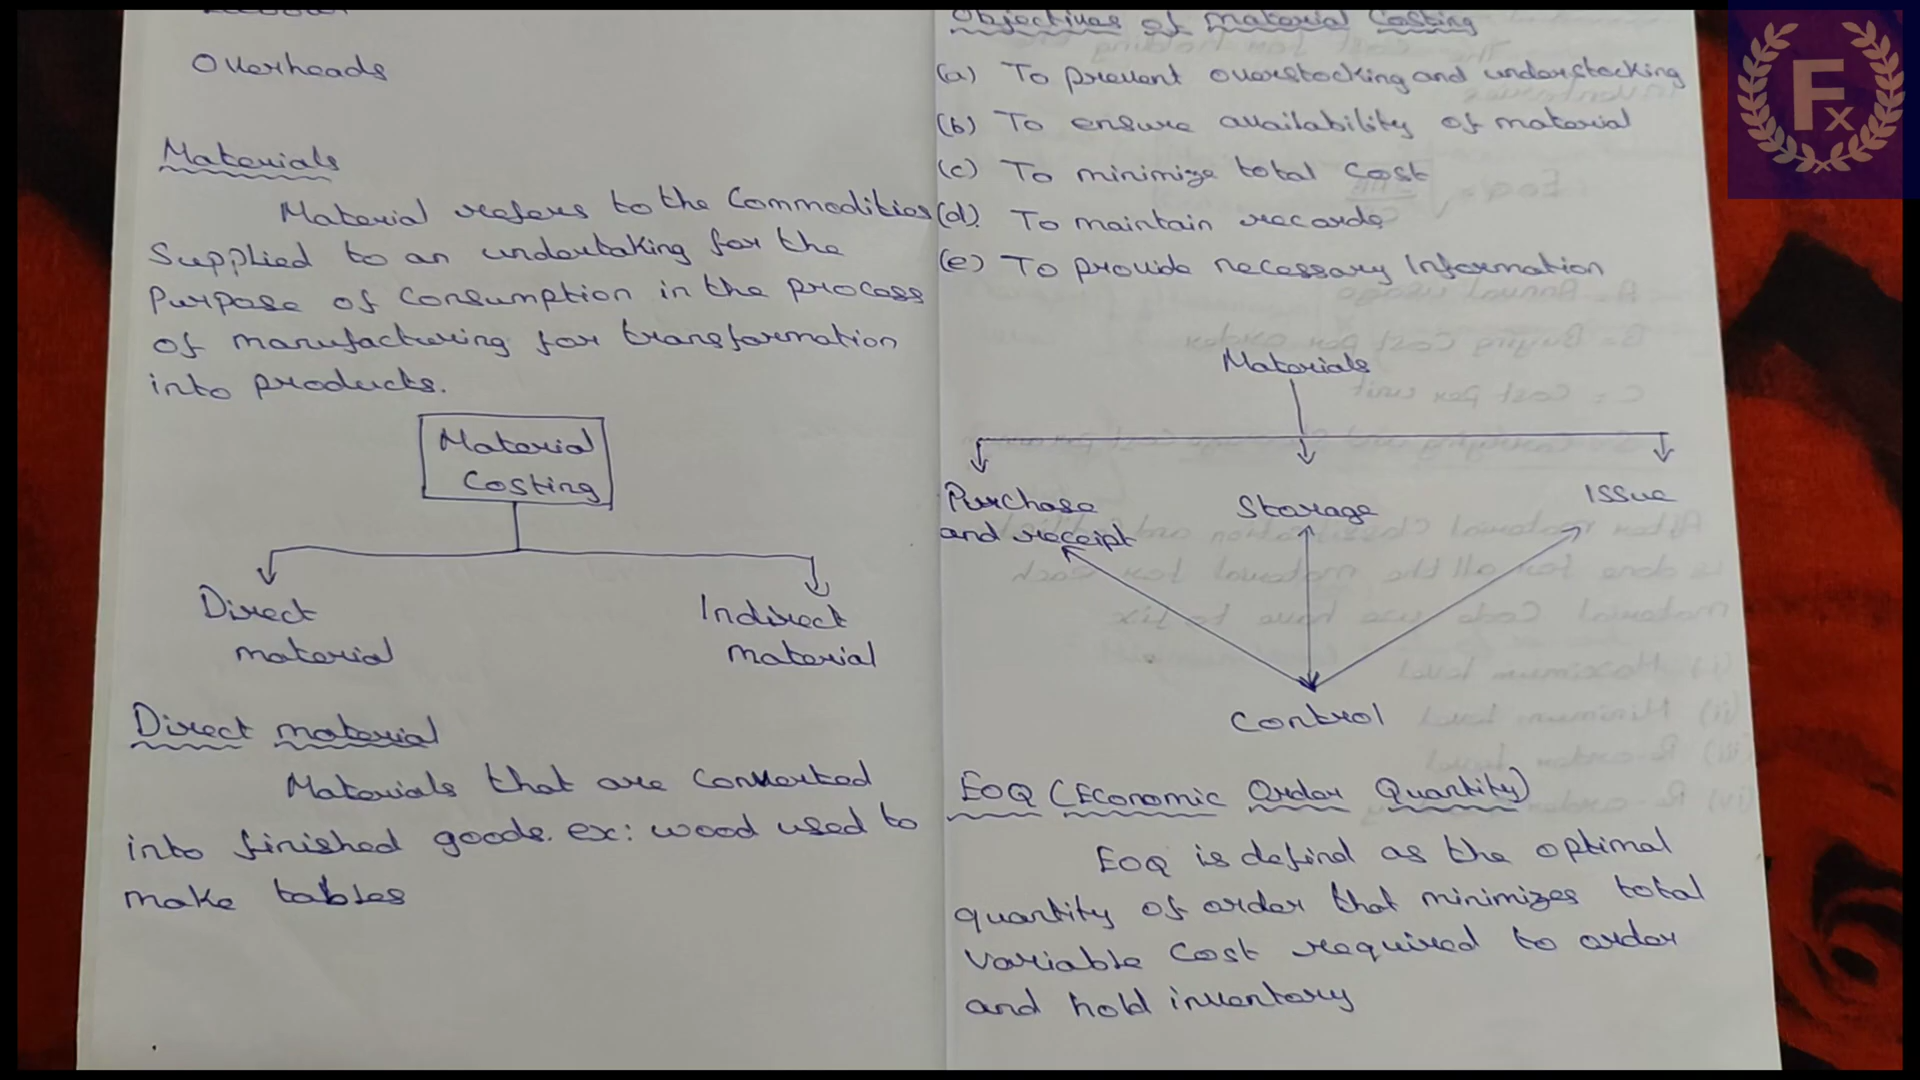 Overheads
Materials
Material refers to the Commodities
Supplied to an undertaking for the
Purpose of Consumption in the process
of manufacturing for transformation
into products.
Material
Costing
Direct
material
Indirect
material
Direct material
Materials that are Converted
into finished goods. ex: wood used to
make tables
Objectives of material Costing
(a) To prevent overstocking and understocking
(b) To ensure availability of material
(c) To minimize total Cost
(d) To maintain records
(e) To provide necessary Information
Materials
Purchase
and receipt
Storage
Issue
Control
EOQ (Economic Order Quantity)
EOQ is defind as the optimal
quantity of order that minimizes total
Variable Cost required to order
and hold inventory
Fx